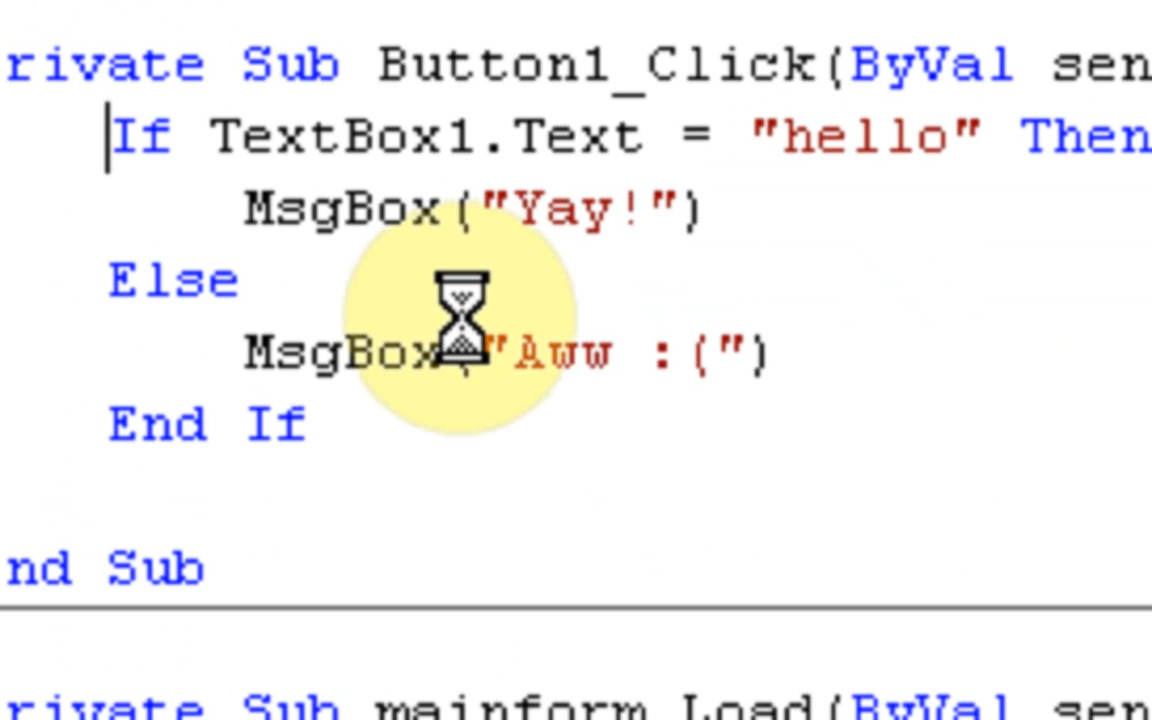 rivate Sub Button1_Click(ByVal sen
If TextBox1.Text = "hello" Then
MsgBox("Yay!")
Else
MsgBox("Aww :(")
End If
nd Sub
rivate Sub mainform_Load(ByVal sen